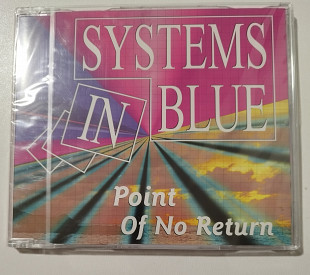 SYSTEMS
IN BLUE
Point
Of No Return